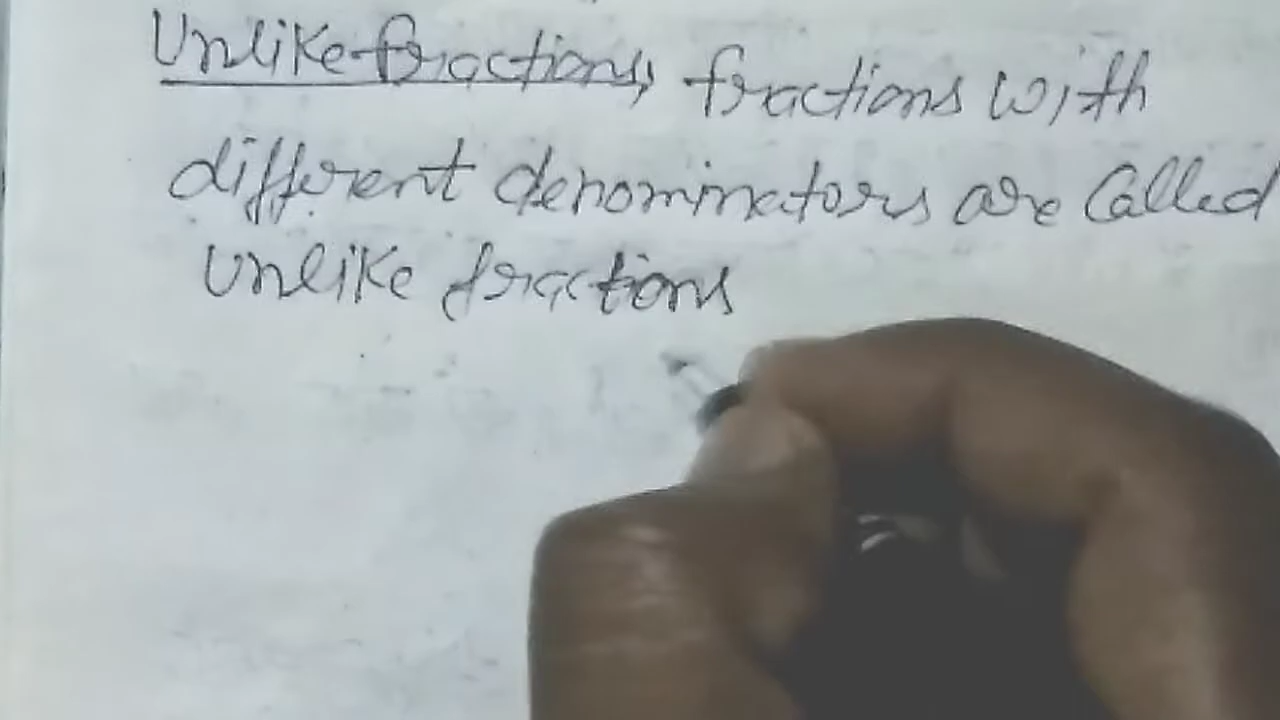 Unlike fractions, fractions with
different denominators are Called
unlike fractions